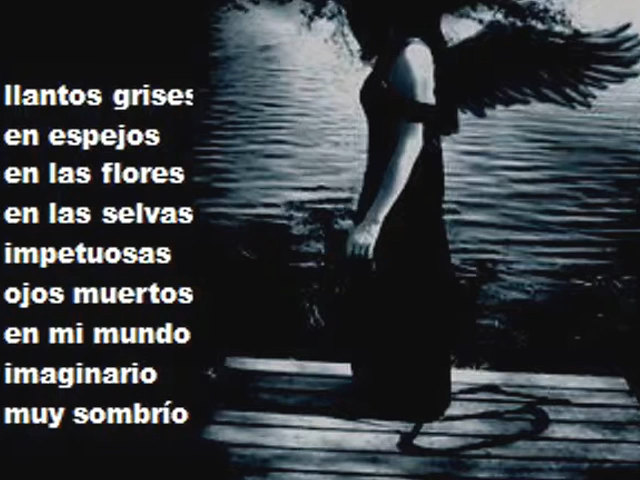 llantos grises
en espejos
en las flores
en las selvas
impetuosas
ojos muertos
en mi mundo
imaginario
muy sombrío